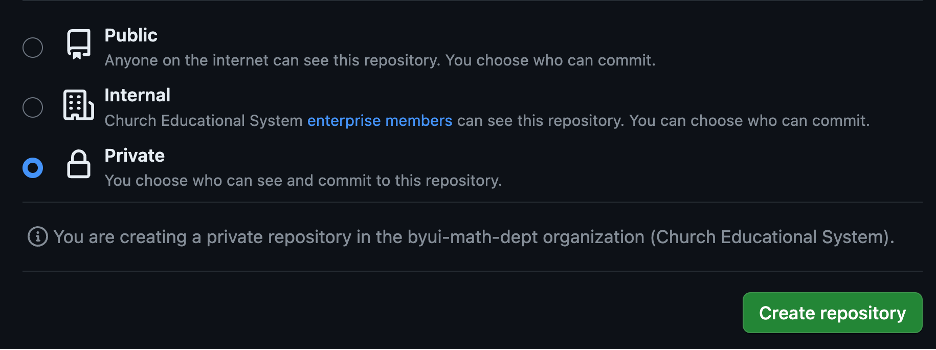 Public
Anyone on the internet can see this repository. You choose who can commit.
Internal
Church Educational System enterprise members can see this repository. You can choose who can commit.
Private
You choose who can see and commit to this repository.
You are creating a private repository in the byui-math-dept organization (Church Educational System).
Create repository